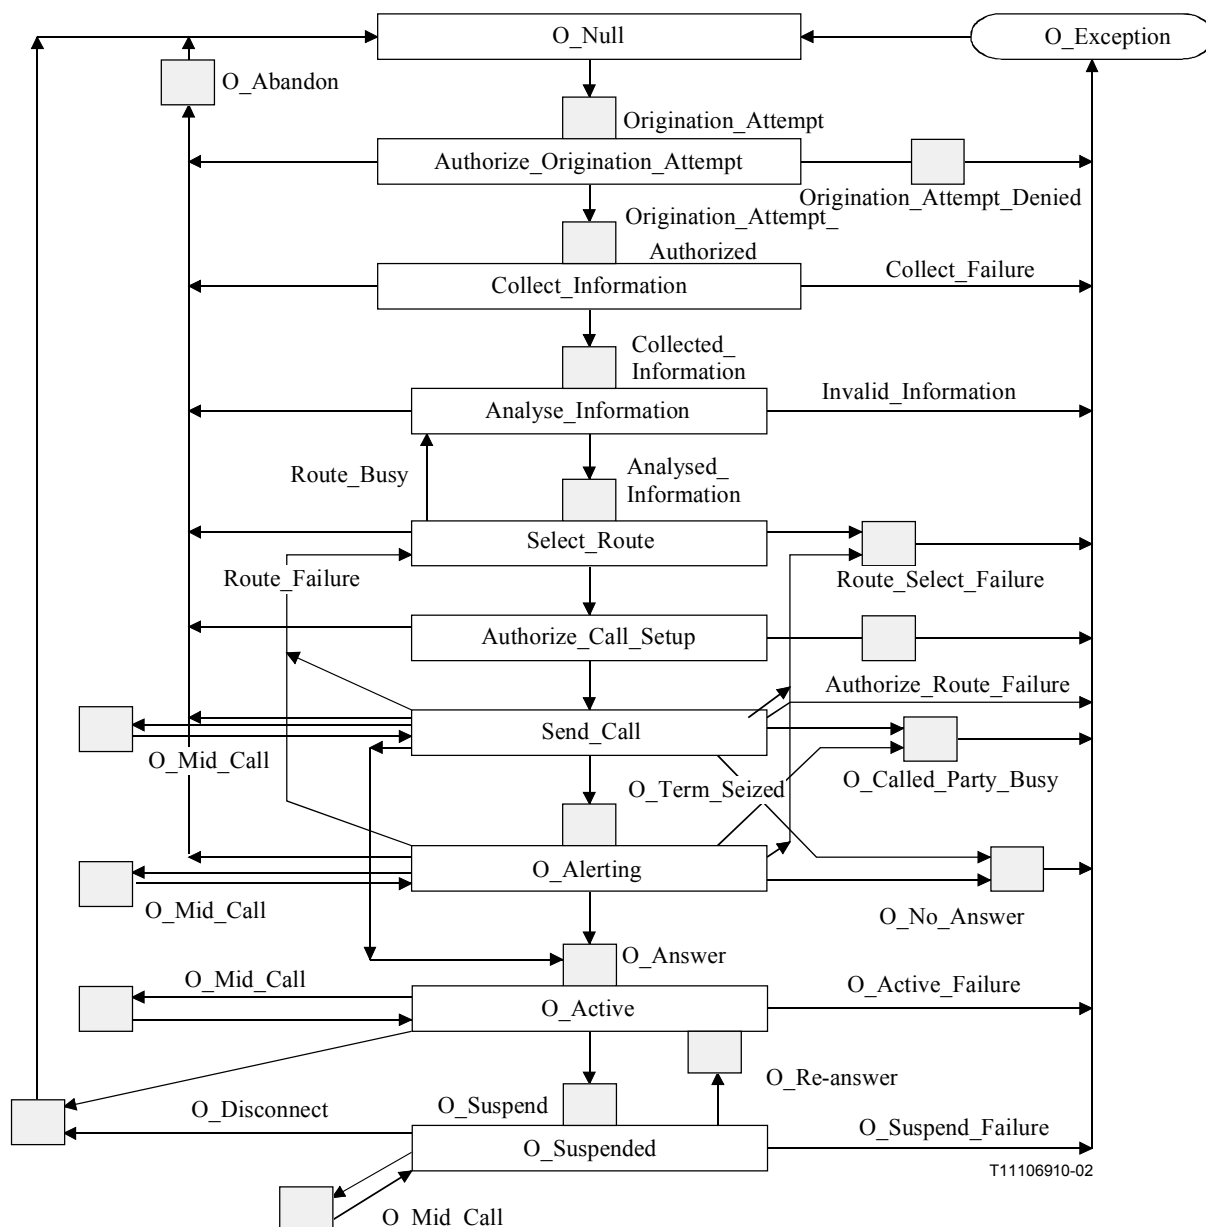 O_Null
O_Exception
O_Abandon
Origination_Attempt
Authorize_Origination_Attempt
Origination_Attempt_Denied
Origination_Attempt_
Authorized
Collect_Failure
Collect_Information
Collected_
Information
Invalid_Information
Analyse_Information
Route_Busy
Analysed_
Information
Select_Route
Route_Failure
Route_Select_Failure
Authorize_Call_Setup
Authorize_Route_Failure
Send_Call
O_Mid_Call
O_Term_Seized
O_Called_Party_Busy
O_Alerting
O_Mid_Call
O_No_Answer
O_Answer
O_Mid_Call
O_Active_Failure
O_Active
O_Re-answer
O_Disconnect
O_Suspend
O_Suspend_Failure
O_Suspended
T11106910-02
O_Mid_Call